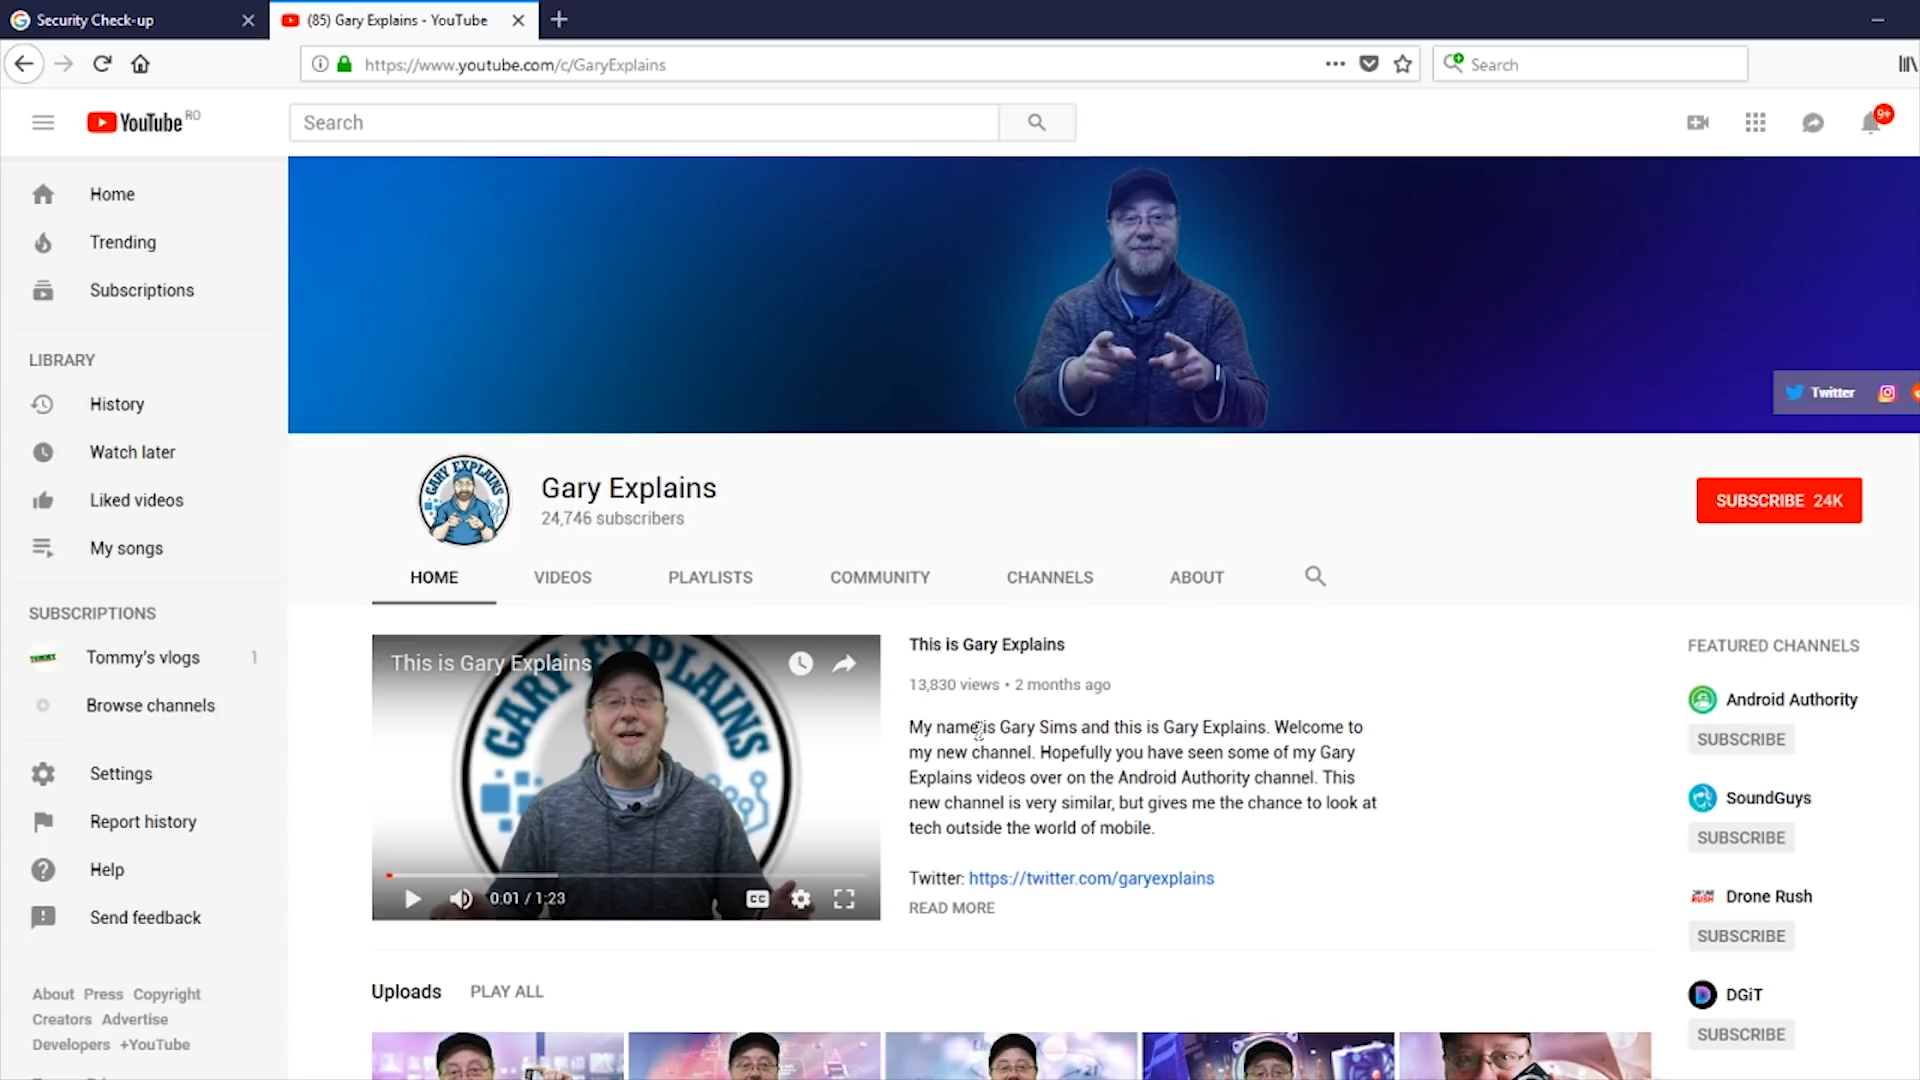 Security Check-up
(85) Gary Explains - YouTube
https://www.youtube.com/c/GaryExplains
Search
YouTube RO
Search
9+
Home
Trending
Subscriptions
LIBRARY
History
Watch later
Liked videos
My songs
SUBSCRIPTIONS
Tommy's vlogs 1
Browse channels
Settings
Report history
Help
Send feedback
About Press Copyright
Creators Advertise
Developers +YouTube
Twitter
GARY EXPLAINS
Gary Explains
24,746 subscribers
SUBSCRIBE 24K
HOME VIDEOS PLAYLISTS COMMUNITY CHANNELS ABOUT
This is Gary Explains
GARY EXPLAINS
0:01 / 1:23
CC
This is Gary Explains
13,830 views • 2 months ago
My name is Gary Sims and this is Gary Explains. Welcome to
my new channel. Hopefully you have seen some of my Gary
Explains videos over on the Android Authority channel. This
new channel is very similar, but gives me the chance to look at
tech outside the world of mobile.
Twitter: https://twitter.com/garyexplains
READ MORE
FEATURED CHANNELS
Android Authority
SUBSCRIBE
SoundGuys
SUBSCRIBE
Drone Rush
SUBSCRIBE
DGiT
SUBSCRIBE
Uploads PLAY ALL